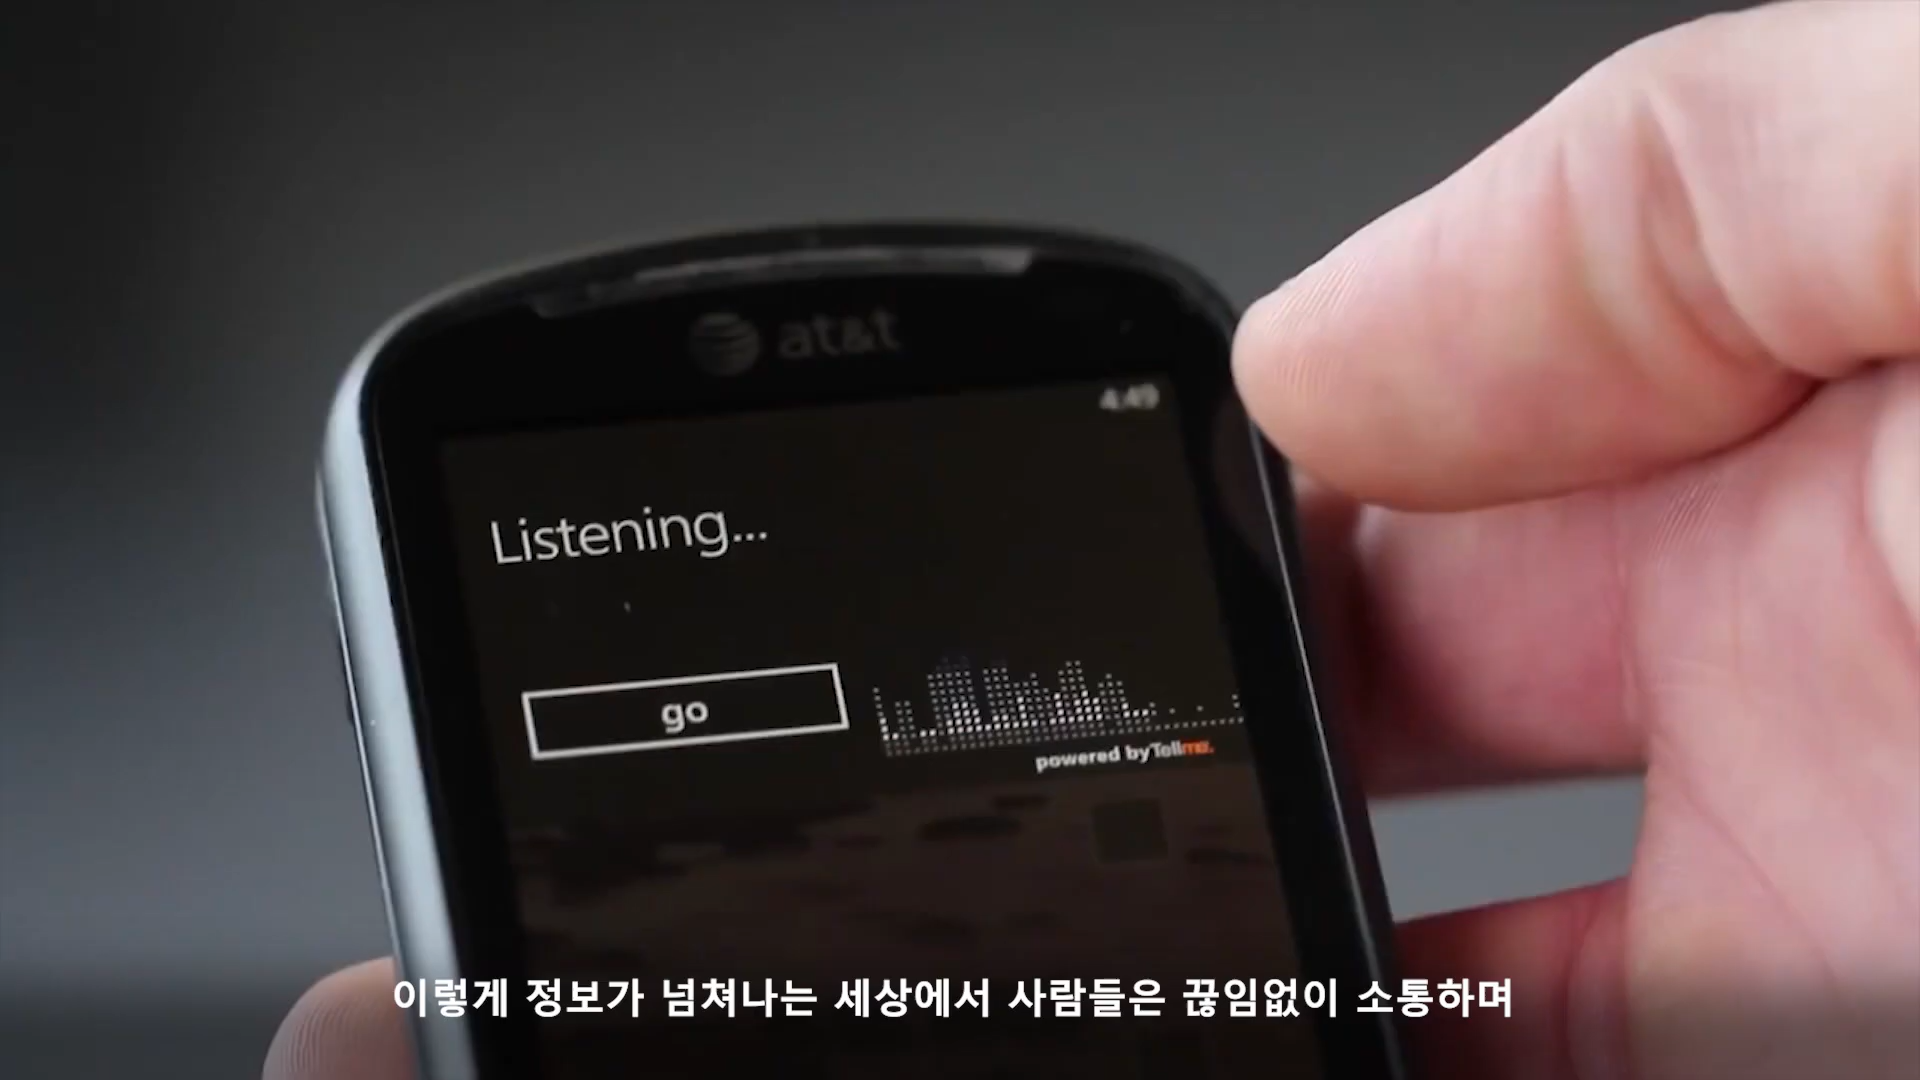 at&t
4:49
Listening...
go
powered by Tellme.
이렇게 정보가 넘쳐나는 세상에서 사람들은 끊임없이 소통하며